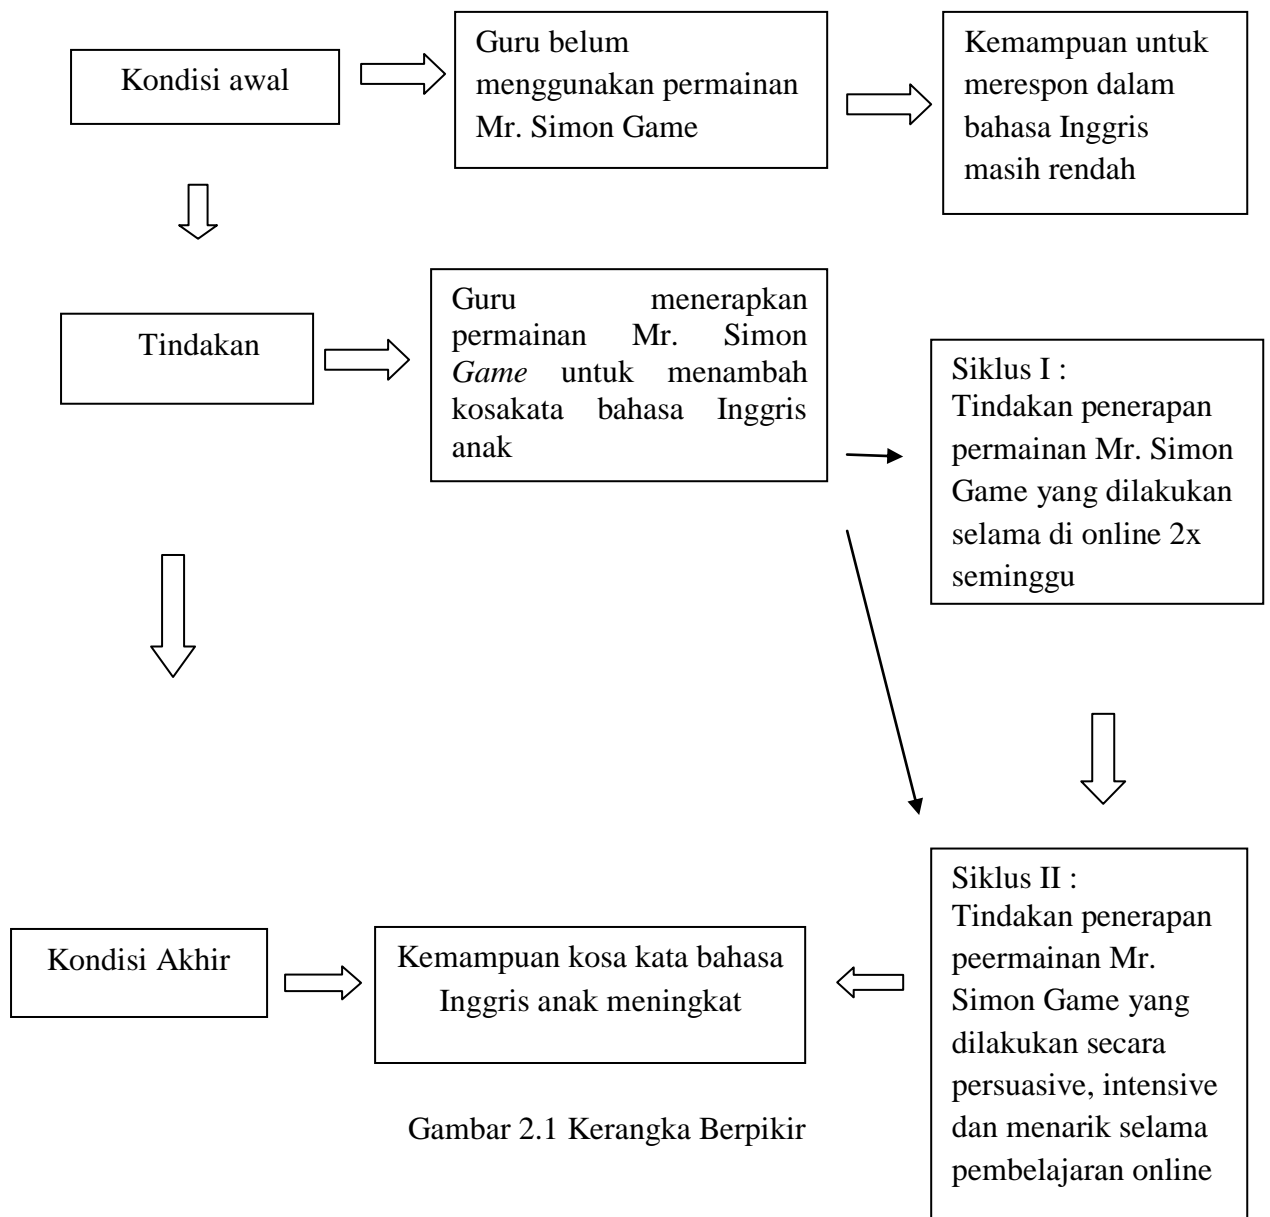 Kondisi awal
Guru belum
menggunakan permainan
Mr. Simon Game
Kemampuan untuk
merespon dalam
bahasa Inggris
masih rendah
Tindakan
Guru menerapkan
permainan Mr. Simon
Game untuk menambah
kosakata bahasa Inggris
anak
Siklus I :
Tindakan penerapan
permainan Mr. Simon
Game yang dilakukan
selama di online 2x
seminggu
Siklus II :
Tindakan penerapan
peermainan Mr.
Simon Game yang
dilakukan secara
persuasive, intensive
dan menarik selama
pembelajaran online
Kondisi Akhir
Kemampuan kosa kata bahasa
Inggris anak meningkat
Gambar 2.1 Kerangka Berpikir